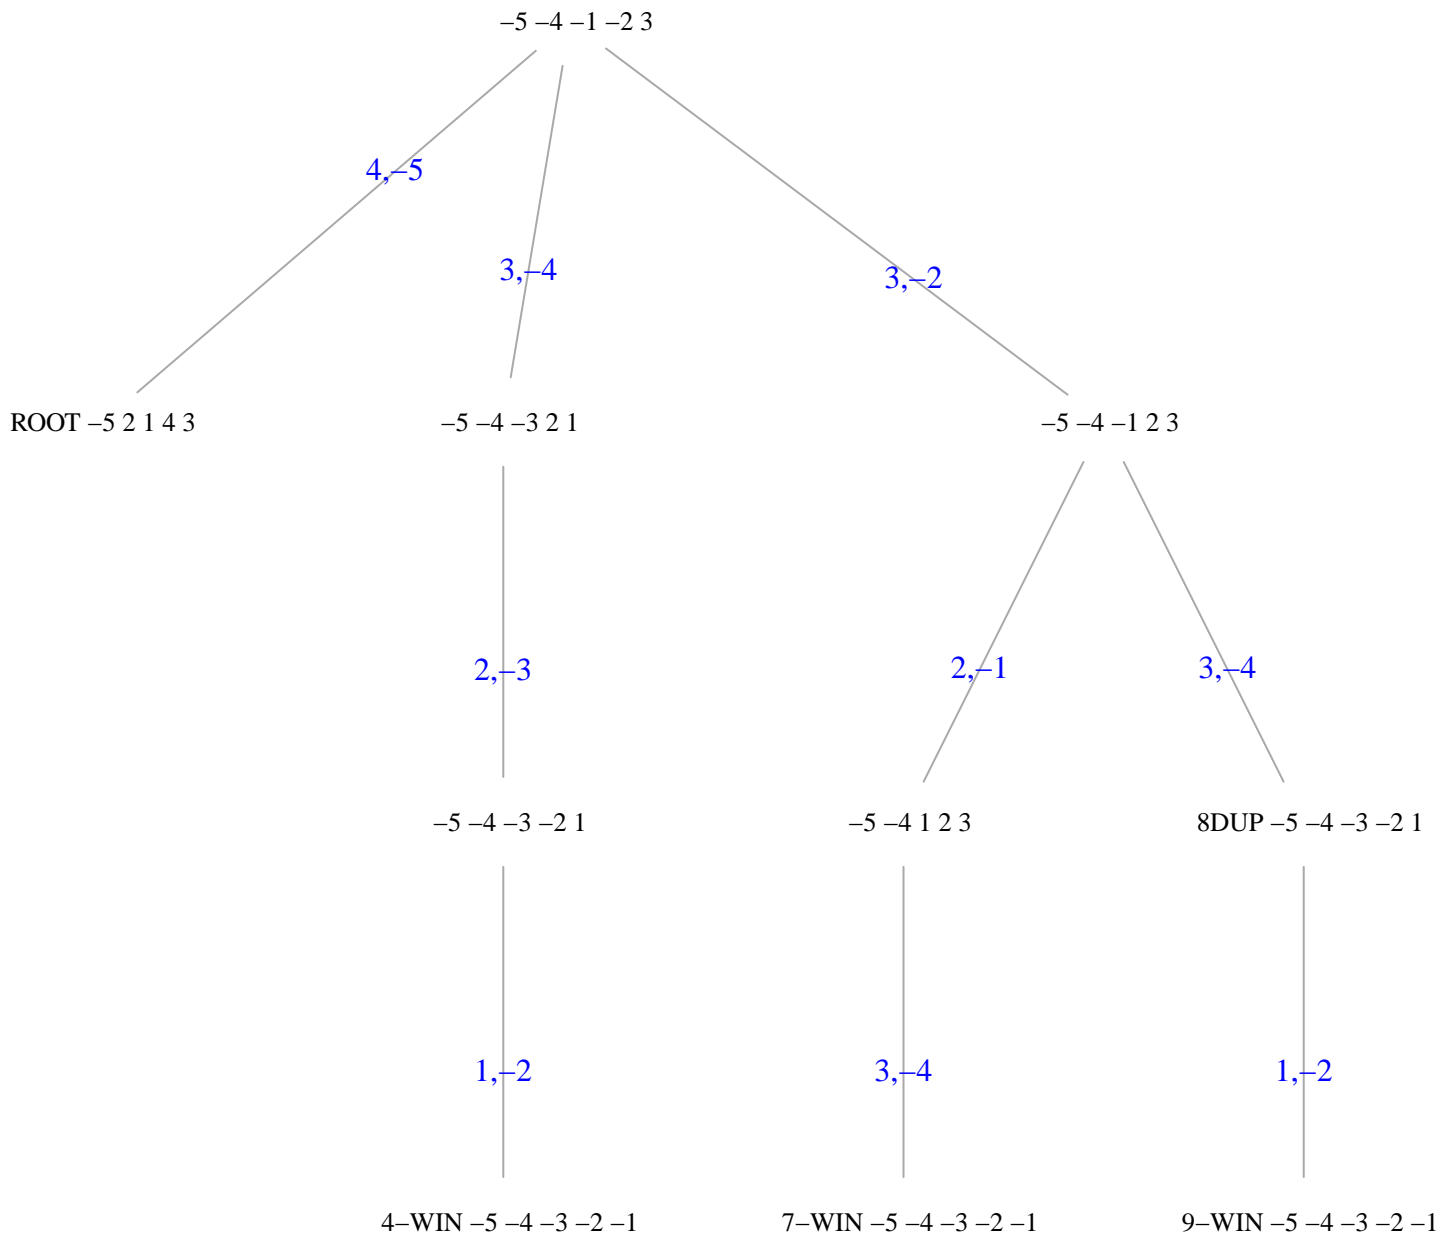 –5 –4 –1 –2 3
4,–5
3,–4
3,–2
ROOT –5 2 1 4 3
–5 –4 –3 2 1
–5 –4 –1 2 3
2,–3
2,–1
3,–4
–5 –4 –3 –2 1
–5 –4 1 2 3
8DUP –5 –4 –3 –2 1
1,–2
3,–4
1,–2
4–WIN –5 –4 –3 –2 –1
7–WIN –5 –4 –3 –2 –1
9–WIN –5 –4 –3 –2 –1